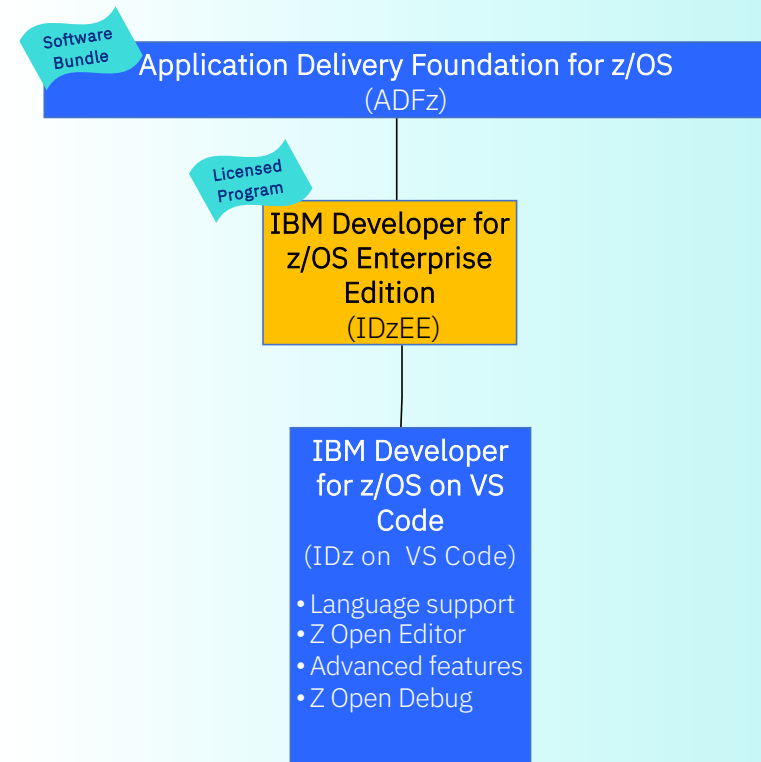 Software
Bundle
Application Delivery Foundation for z/OS
(ADFz)
Licensed
Program
IBM Developer for
z/OS Enterprise
Edition
(IDzEE)
IBM Developer
for z/OS on VS
Code
(IDz on VS Code)
• Language support
• Z Open Editor
• Advanced features
• Z Open Debug